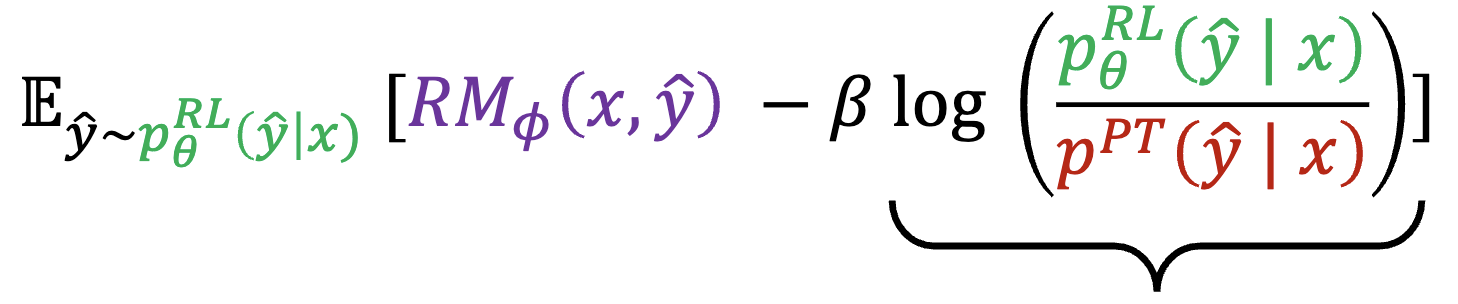 𝔼_{ŷ~p_θ^{RL}(ŷ|x)} [RM_ϕ(x, ŷ) − β log (p_θ^{RL}(ŷ | x) / p^{PT}(ŷ | x))]